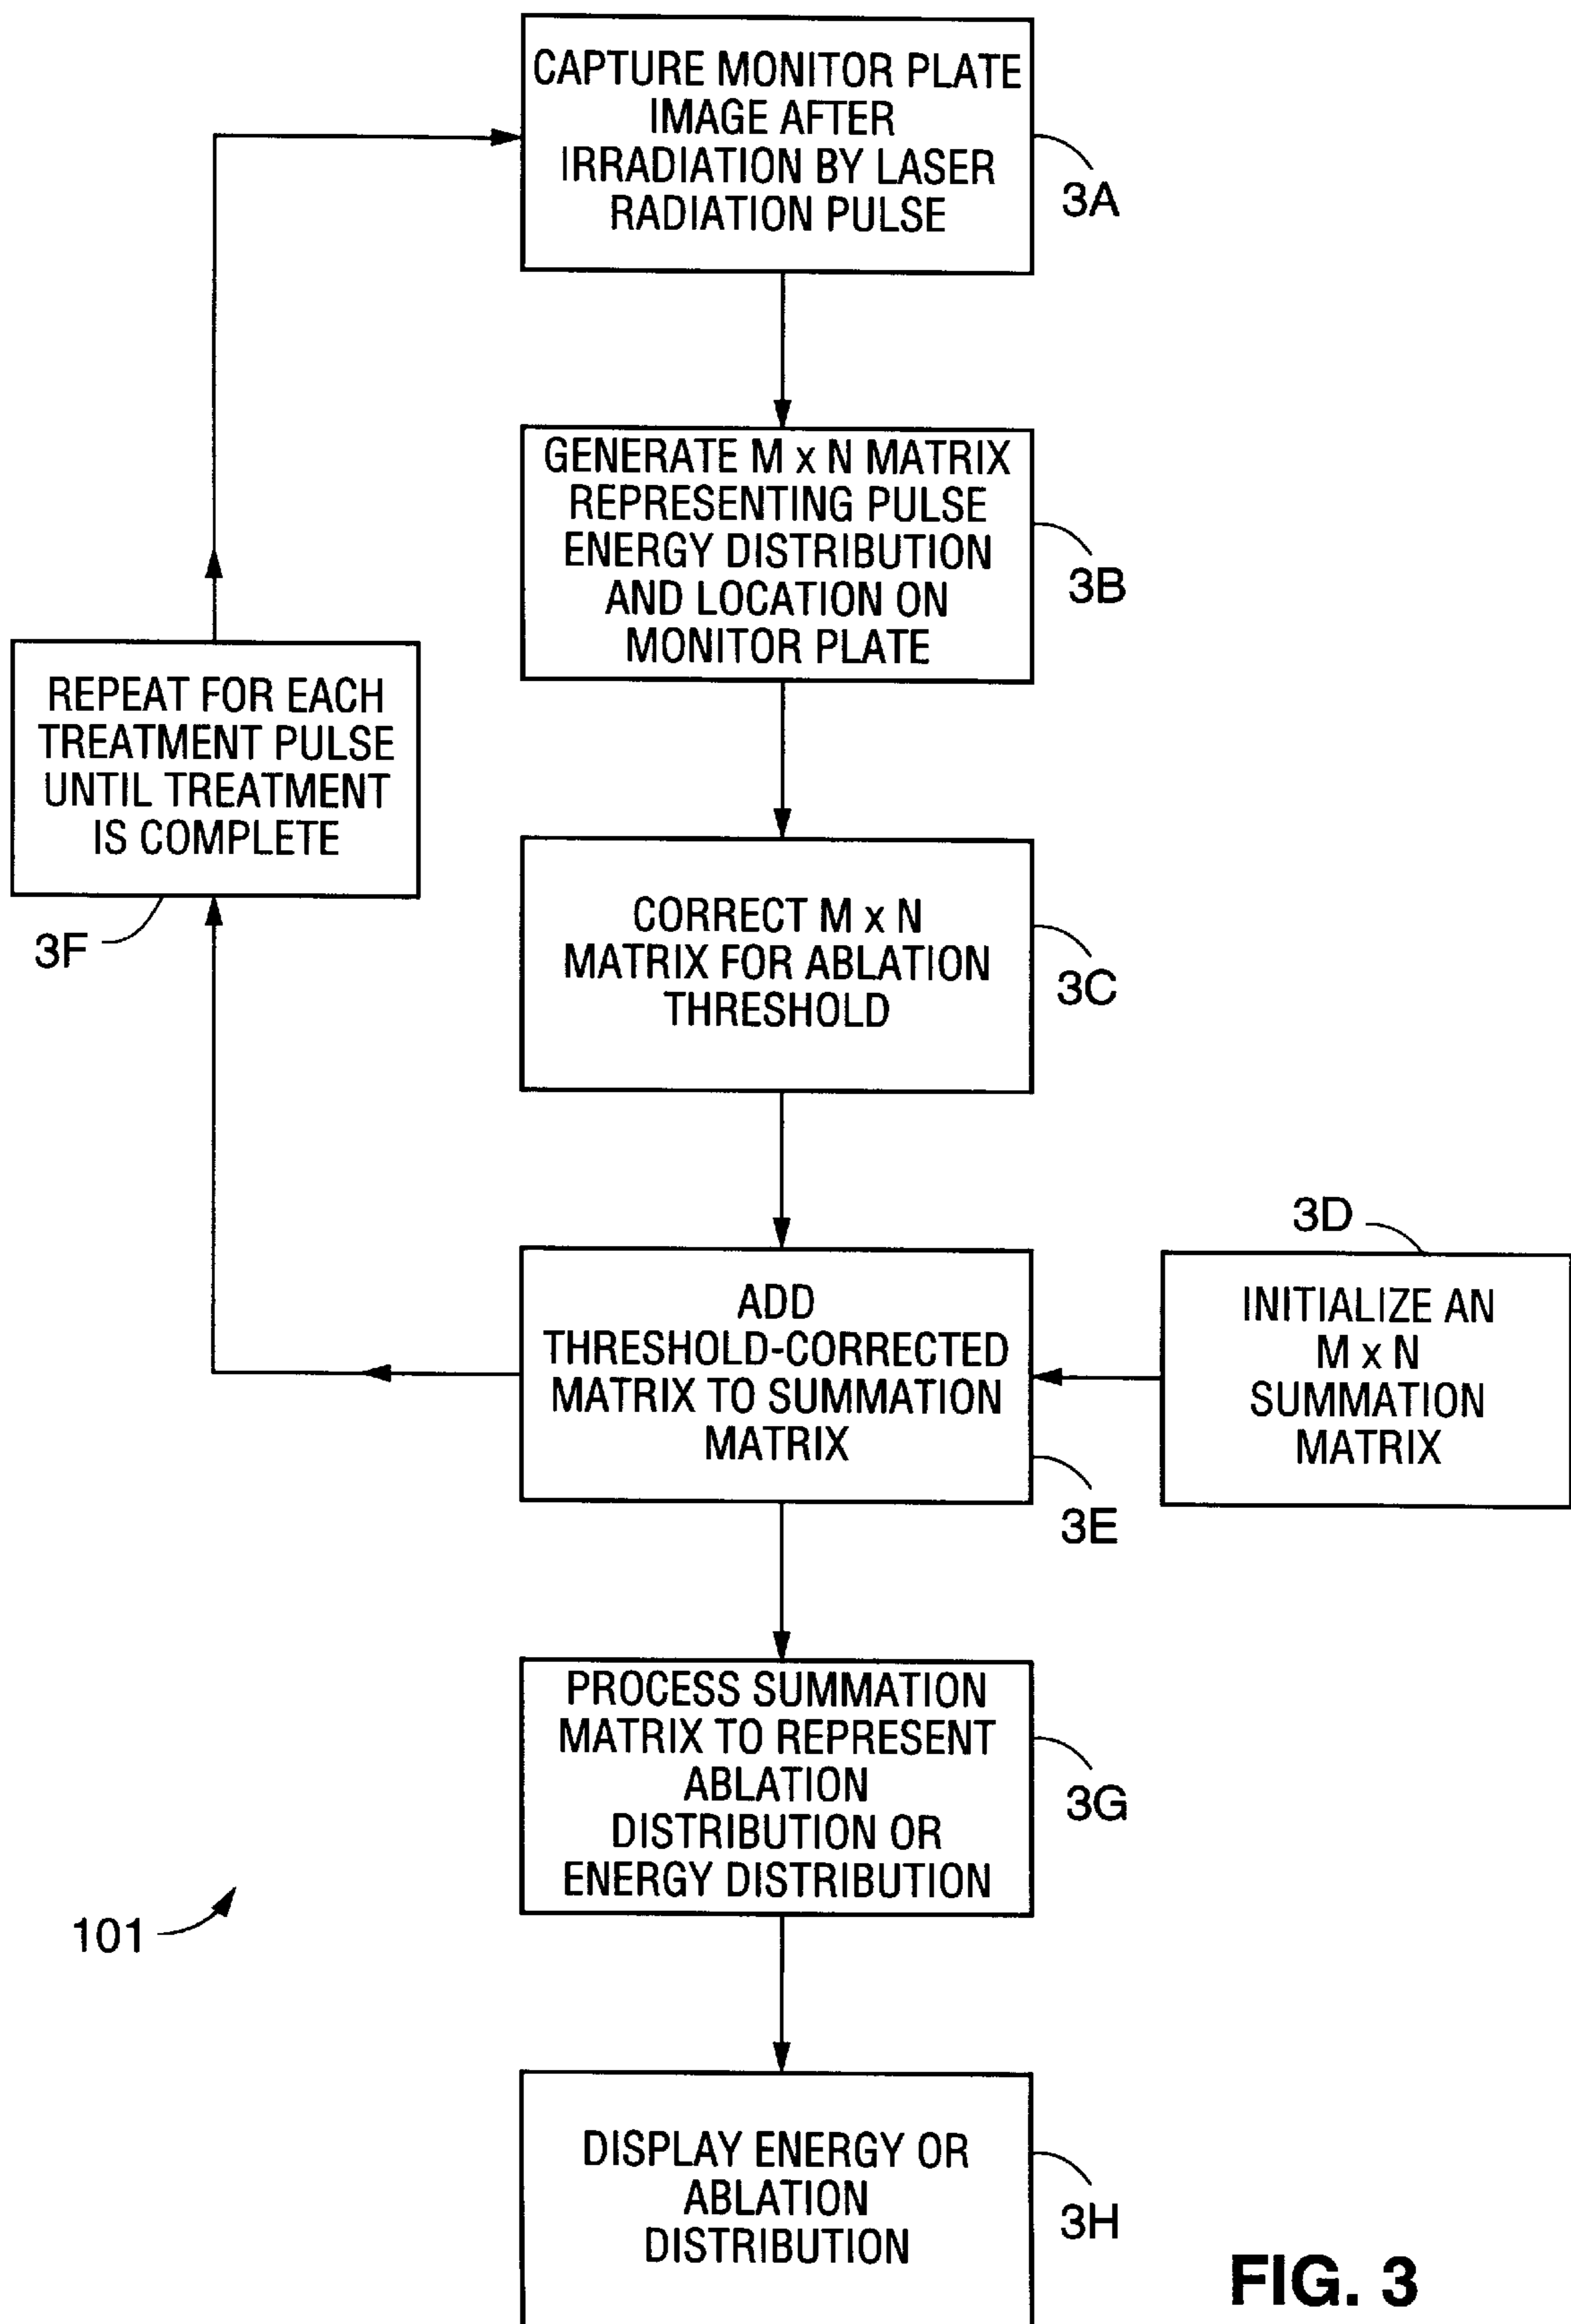 CAPTURE MONITOR PLATE
IMAGE AFTER
IRRADIATION BY LASER
RADIATION PULSE
3A
GENERATE M x N MATRIX
REPRESENTING PULSE
ENERGY DISTRIBUTION
AND LOCATION ON
MONITOR PLATE
3B
REPEAT FOR EACH
TREATMENT PULSE
UNTIL TREATMENT
IS COMPLETE
3F
CORRECT M x N
MATRIX FOR ABLATION
THRESHOLD
3C
3D
INITIALIZE AN
M x N
SUMMATION
MATRIX
ADD
THRESHOLD-CORRECTED
MATRIX TO SUMMATION
MATRIX
3E
PROCESS SUMMATION
MATRIX TO REPRESENT
ABLATION
DISTRIBUTION OR
ENERGY DISTRIBUTION
3G
101
DISPLAY ENERGY OR
ABLATION
DISTRIBUTION
3H
FIG. 3